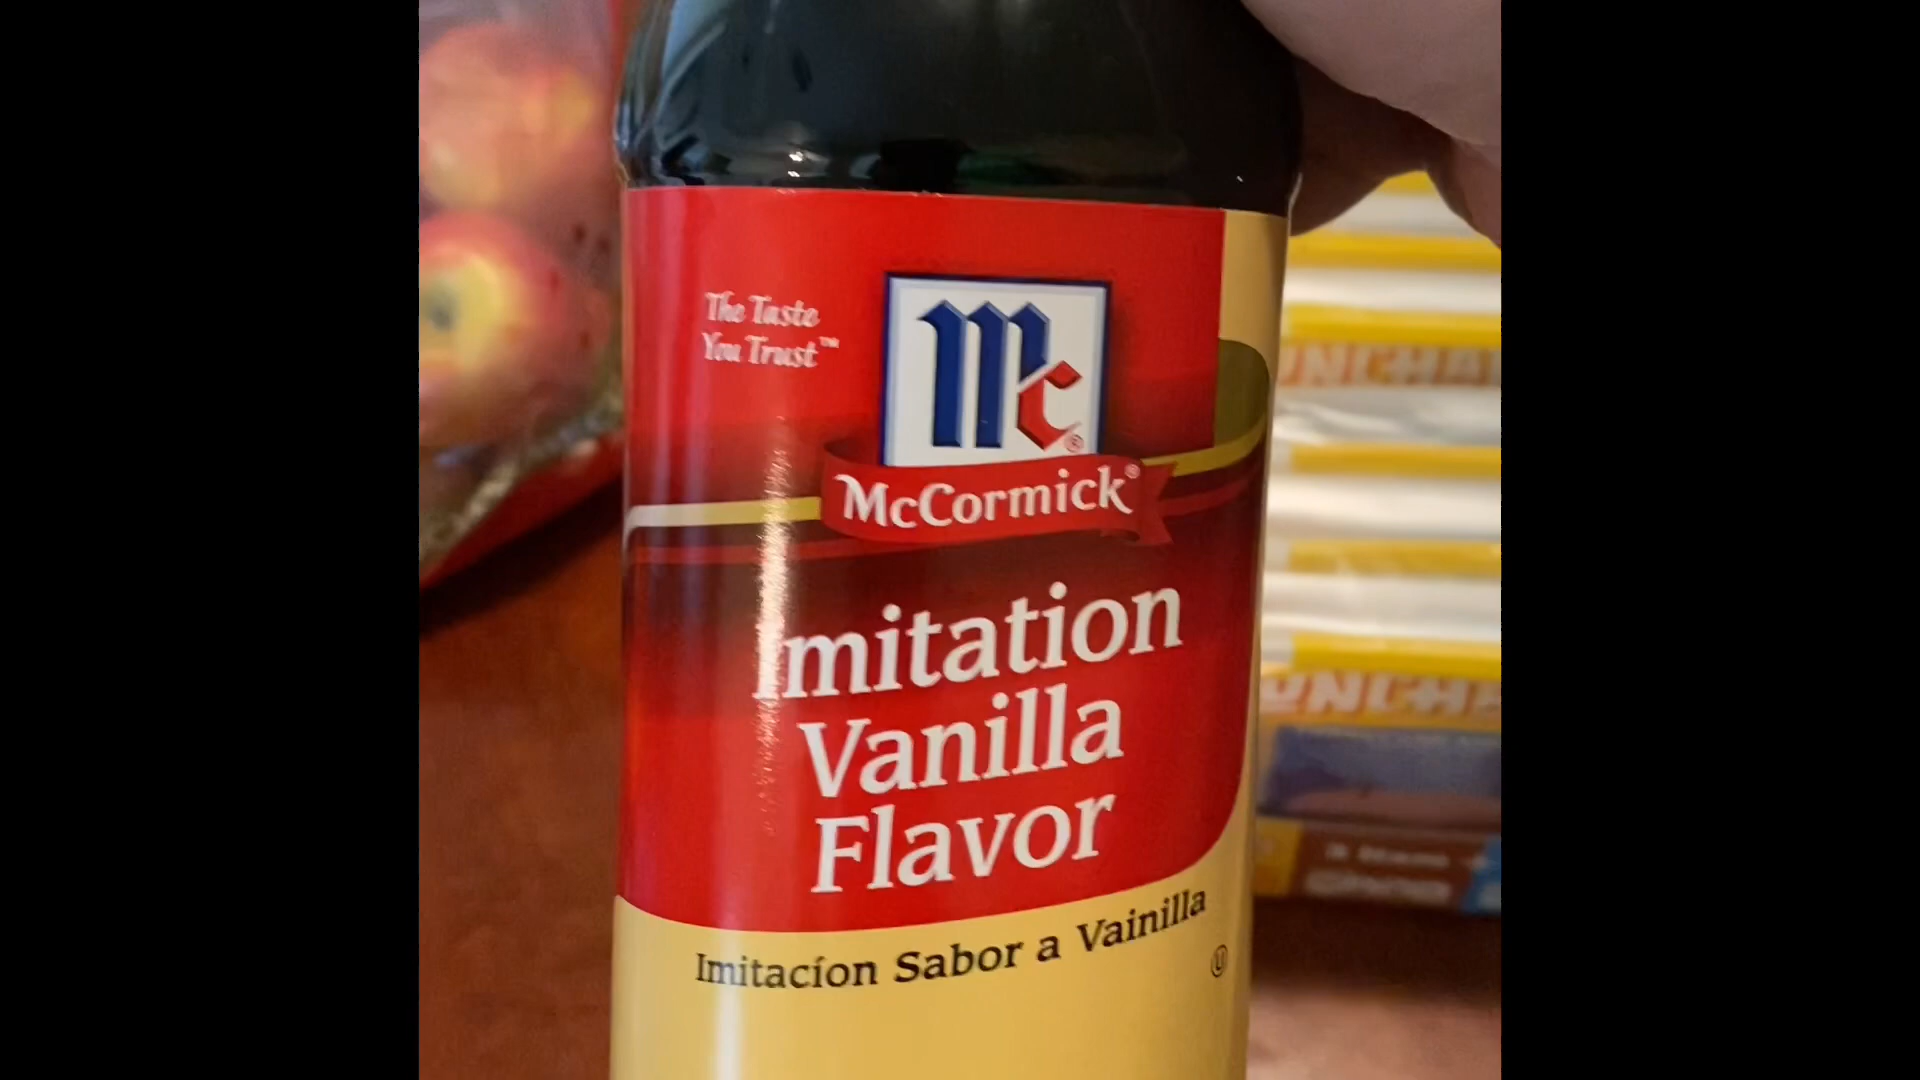 The Taste
You Trust™
Mc®
McCormick®
Imitation
Vanilla
Flavor
Imitacíon Sabor a Vainilla
U